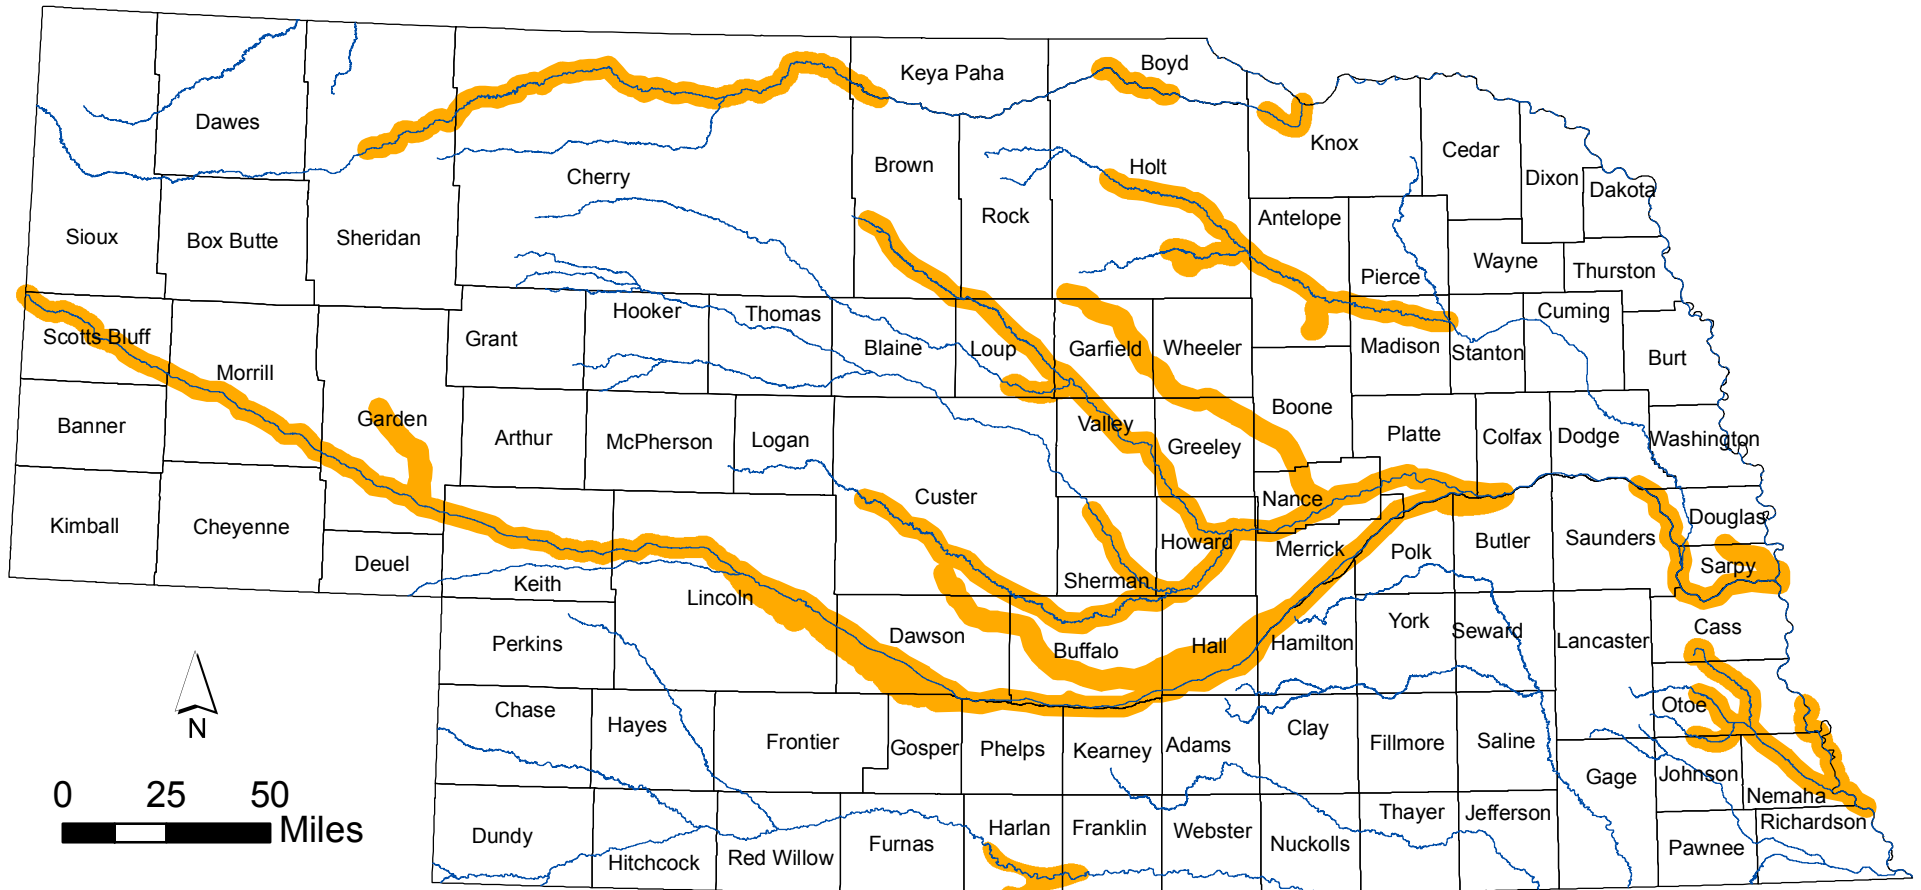 Boyd
Keya Paha
Dawes
Knox
Cedar
Brown
Holt
Cherry
Dixon
Dakota
Rock
Antelope
Sioux
Box Butte
Sheridan
Wayne
Thurston
Pierce
Hooker
Thomas
Cuming
Scotts Bluff
Grant
Blaine
Loup
Garfield
Wheeler
Madison
Stanton
Burt
Morrill
Boone
Garden
Banner
Arthur
McPherson
Logan
Valley
Greeley
Platte
Colfax
Dodge
Washington
Custer
Nance
Kimball
Cheyenne
Douglas
Howard
Merrick
Polk
Butler
Saunders
Deuel
Keith
Sherman
Sarpy
Lincoln
Dawson
Buffalo
Hall
Hamilton
York
Seward
Lancaster
Cass
Perkins
Otoe
Chase
Hayes
Frontier
Gosper
Phelps
Kearney
Adams
Clay
Fillmore
Saline
N
Gage
Johnson
Nemaha
0 25 50
Miles
Dundy
Hitchcock
Red Willow
Furnas
Harlan
Franklin
Webster
Nuckolls
Thayer
Jefferson
Pawnee
Richardson